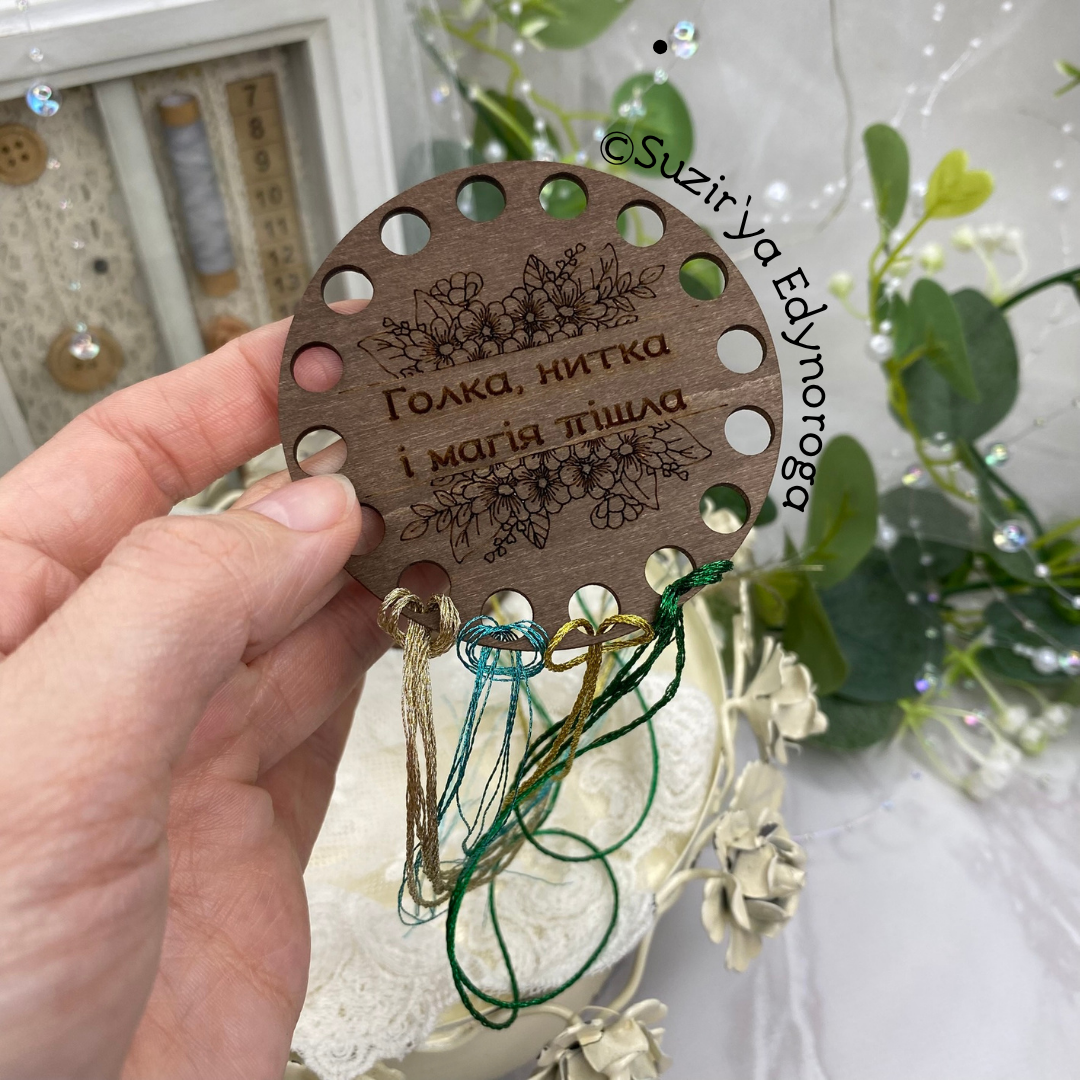 ©Suzir'ya Edynoroga
Голка, нитка
і магія пішла
7
8
9
10
11
12
13